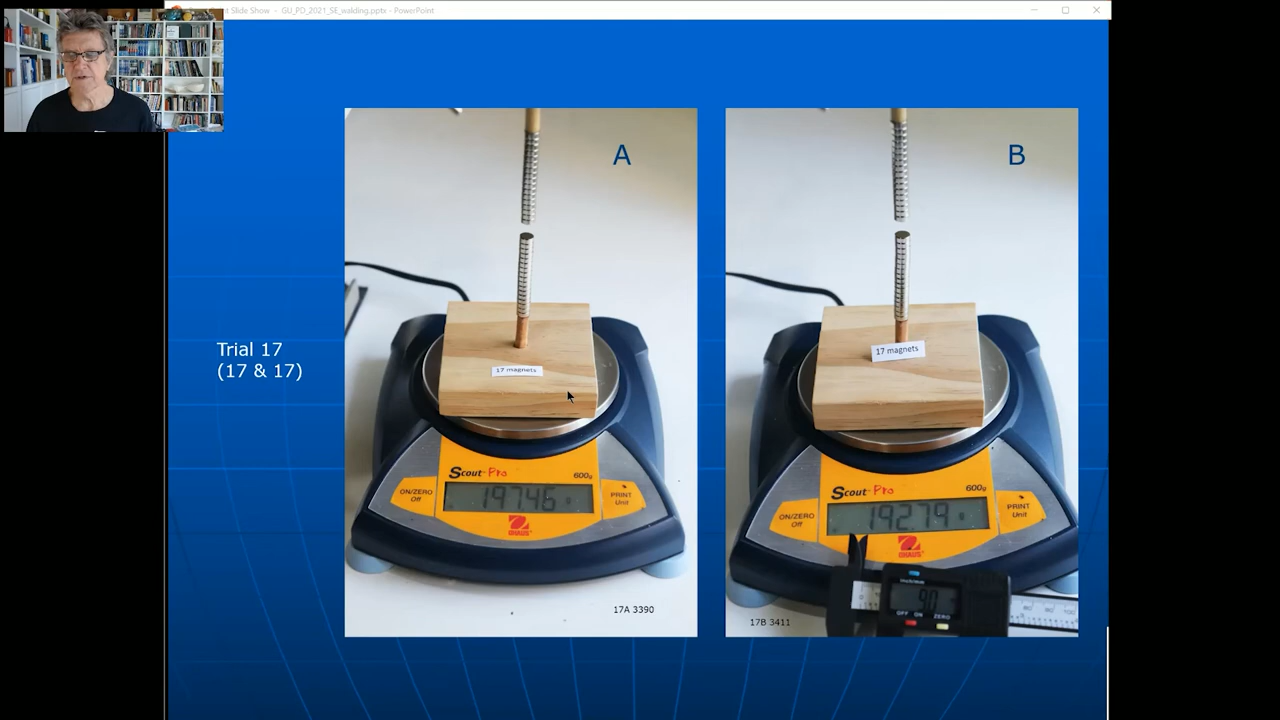 Slide Show - GU_PD_2021_SE_walding.pptx - PowerPoint
A
B
Trial 17
(17 & 17)
17 magnets
17 magnets
Scout Pro
600g
ON/ZERO
Off
197.46 g
PRINT
Unit
OHAUS
17A 3390
Scout Pro
600g
ON/ZERO
Off
192.79 g
PRINT
Unit
OHAUS
OFF ON ZERO
17B 3411